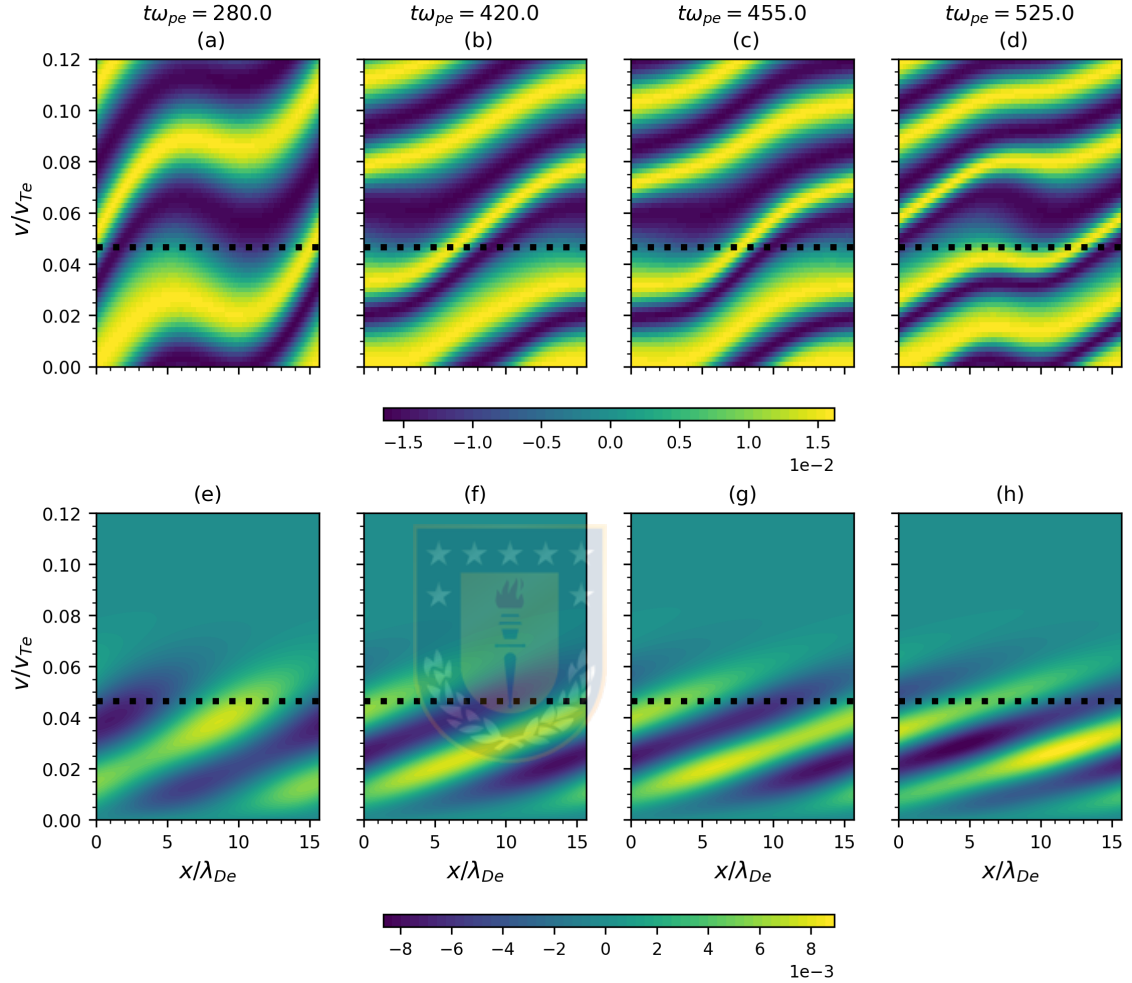 tω_pe = 280.0 tω_pe = 420.0 tω_pe = 455.0 tω_pe = 525.0
(a) (b) (c) (d)
0.12
0.10
0.08
0.06
0.04
0.02
0.00
v/v_Te
−1.5 −1.0 −0.5 0.0 0.5 1.0 1.5
1e−2
(e) (f) (g) (h)
0.12
0.10
0.08
0.06
0.04
0.02
0.00
v/v_Te
0 5 10 15 0 5 10 15 0 5 10 15 0 5 10 15
x/λ_De x/λ_De x/λ_De x/λ_De
−8 −6 −4 −2 0 2 4 6 8
1e−3